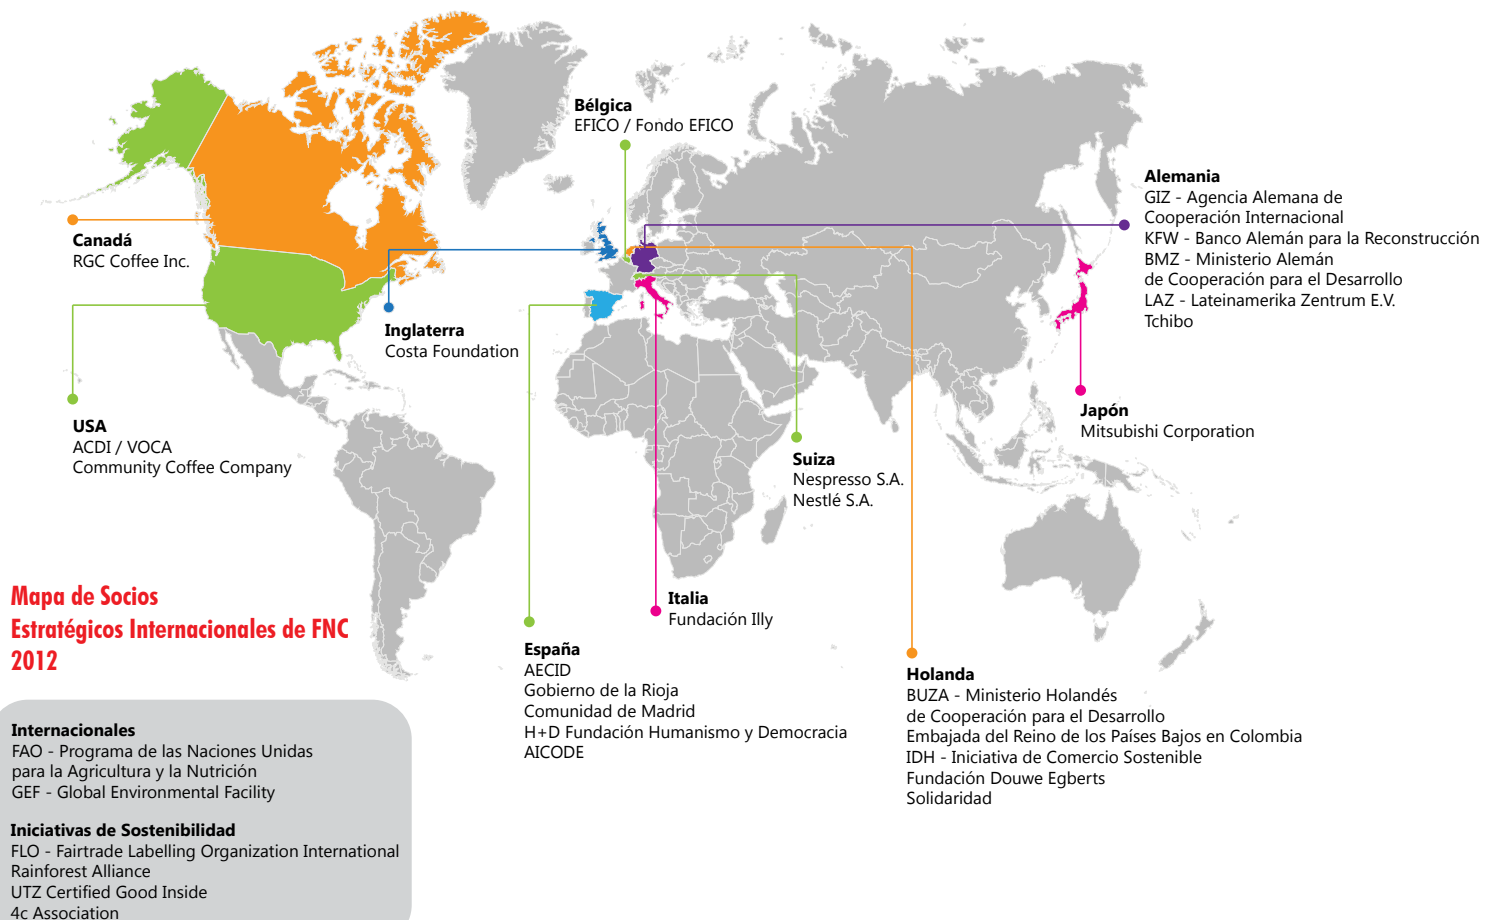 Bélgica
EFICO / Fondo EFICO
Alemania
GIZ - Agencia Alemana de
Cooperación Internacional
KFW - Banco Alemán para la Reconstrucción
BMZ - Ministerio Alemán
de Cooperación para el Desarrollo
LAZ - Lateinamerika Zentrum E.V.
Tchibo
Canadá
RGC Coffee Inc.
Inglaterra
Costa Foundation
USA
ACDI / VOCA
Community Coffee Company
Japón
Mitsubishi Corporation
Suiza
Nespresso S.A.
Nestlé S.A.
Italia
Fundación Illy
España
AECID
Gobierno de la Rioja
Comunidad de Madrid
H+D Fundación Humanismo y Democracia
AICODE
Holanda
BUZA - Ministerio Holandés
de Cooperación para el Desarrollo
Embajada del Reino de los Países Bajos en Colombia
IDH - Iniciativa de Comercio Sostenible
Fundación Douwe Egberts
Solidaridad
Mapa de Socios
Estratégicos Internacionales de FNC
2012
Internacionales
FAO - Programa de las Naciones Unidas
para la Agricultura y la Nutrición
GEF - Global Environmental Facility
Iniciativas de Sostenibilidad
FLO - Fairtrade Labelling Organization International
Rainforest Alliance
UTZ Certified Good Inside
4c Association